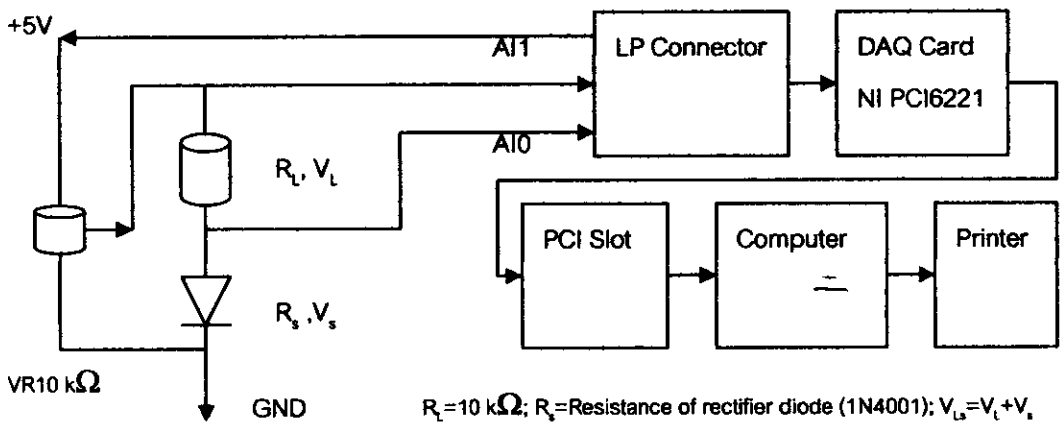 +5V
AI1
LP Connector
DAQ Card
NI PCI6221
AI0
R_L, V_L
PCI Slot
Computer
Printer
R_s ,V_s
VR10 kΩ
GND
R_L=10 kΩ; R_s=Resistance of rectifier diode (1N4001); V_Ls=V_L+V_s